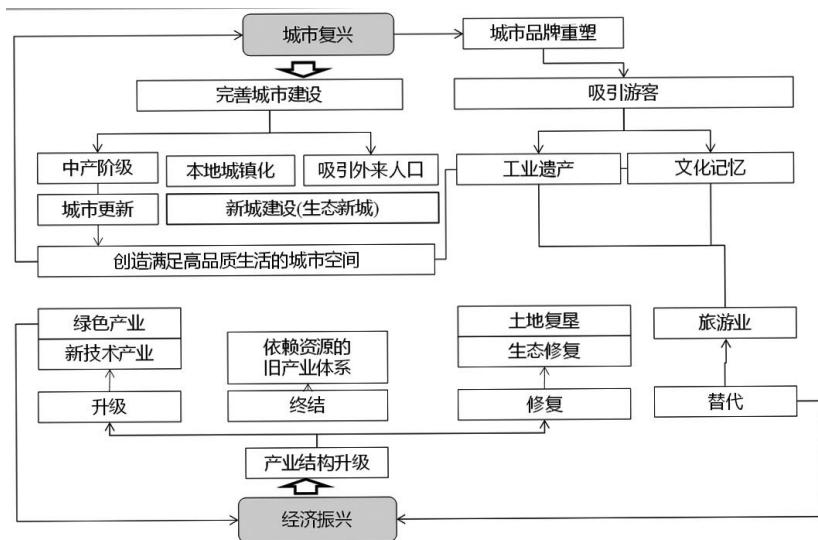 城市复兴
城市品牌重塑
完善城市建设
吸引游客
中产阶级
本地城镇化
吸引外来人口
工业遗产
文化记忆
城市更新
新城建设(生态新城)
创造满足高品质生活的城市空间
绿色产业
新技术产业
依赖资源的
旧产业体系
土地复垦
生态修复
旅游业
升级
终结
修复
替代
产业结构升级
经济振兴